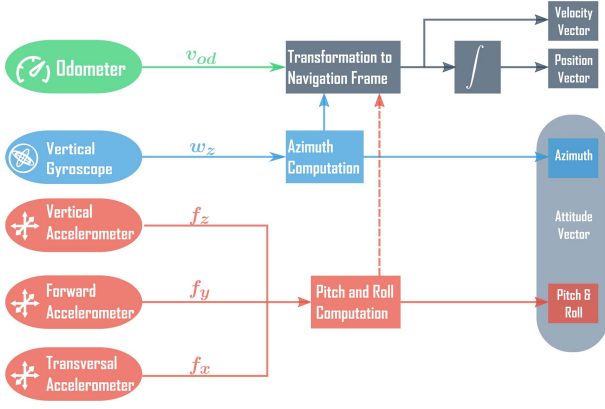 Velocity
Vector
Odometer
v_od
Transformation to
Navigation Frame
∫
Position
Vector
Vertical
Gyroscope
w_z
Azimuth
Computation
Azimuth
Vertical
Accelerometer
f_z
Attitude
Vector
Forward
Accelerometer
f_y
Pitch and Roll
Computation
Pitch &
Roll
Transversal
Accelerometer
f_x